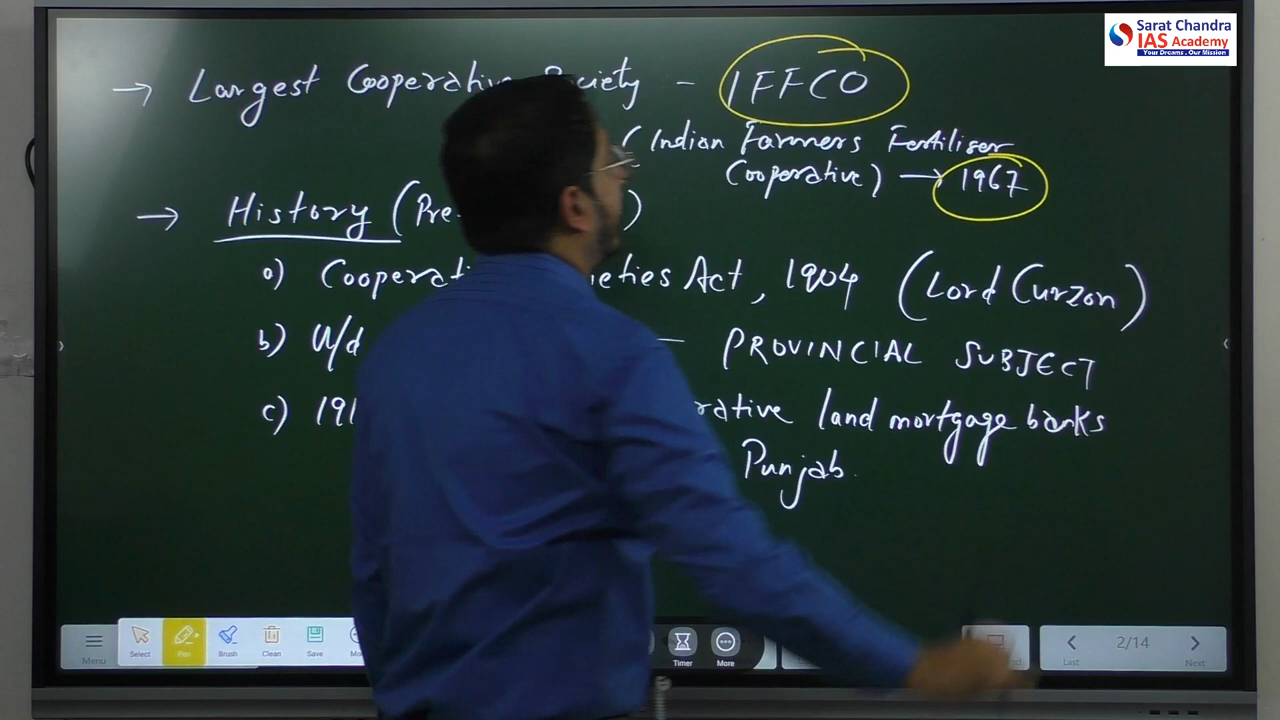 Sarat Chandra
IAS Academy
Your Dreams . Our Mission
→ Largest Cooperative Society - IFFCO
(Indian Farmers Fertiliser
Cooperative) → 1967
→ History (Pre- )
a) Cooperati ieties Act, 1904 (Lord Curzon)
b) U/d — PROVINCIAL SUBJECT
c) 191 rative land mortgage banks
Punjab.
Menu Select Pen Brush Clean Save Timer More Last 2/14 Next